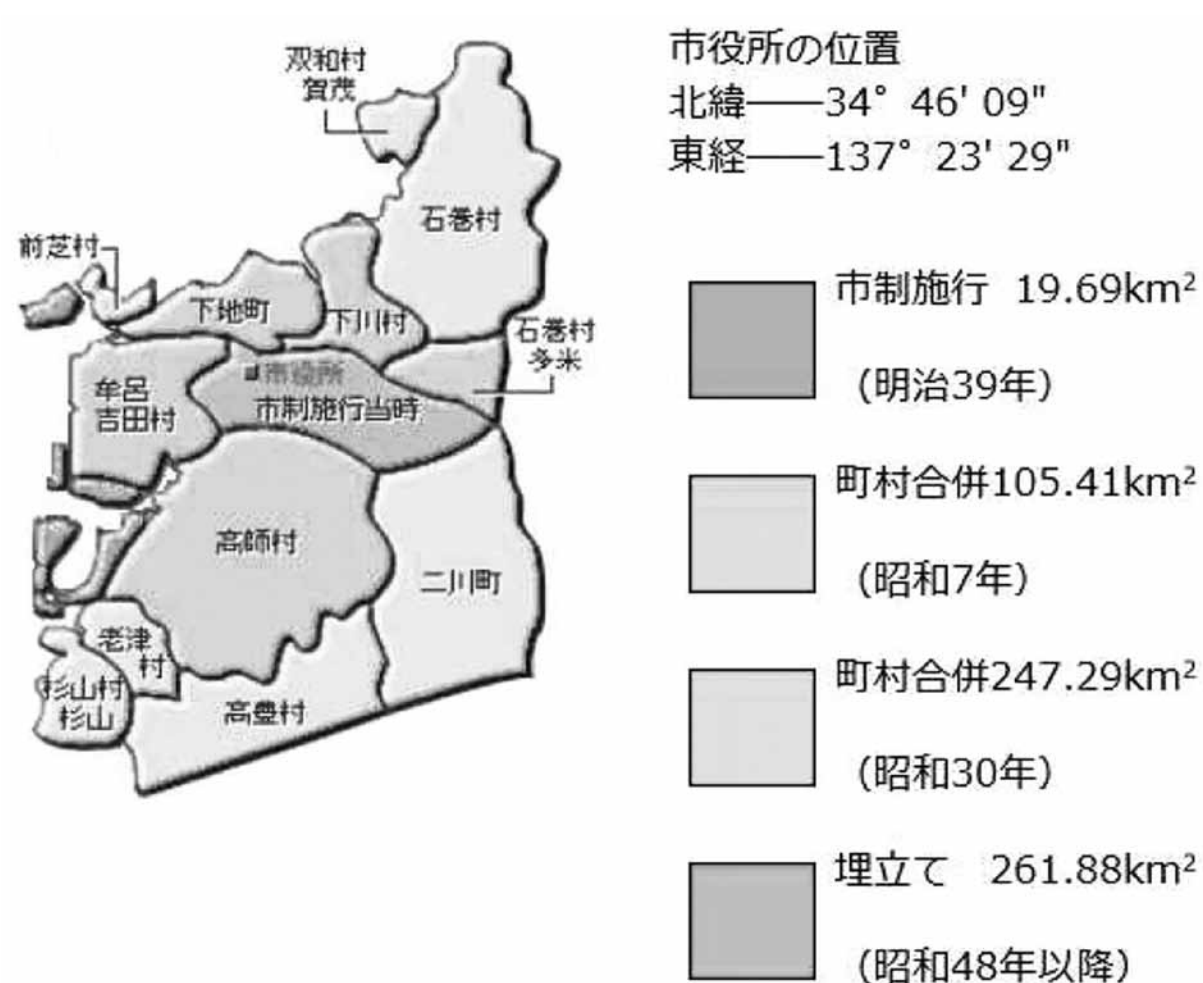 双和村
賀茂
石巻村
前芝村
下地町
下川村
石巻村
多米
牟呂
吉田村
市役所
市制施行当時
高師村
二川町
老津
村
杉山村
杉山
高豊村
市役所の位置
北緯――34° 46' 09"
東経――137° 23' 29"
市制施行 19.69km²
(明治39年)
町村合併105.41km²
(昭和7年)
町村合併247.29km²
(昭和30年)
埋立て 261.88km²
(昭和48年以降)